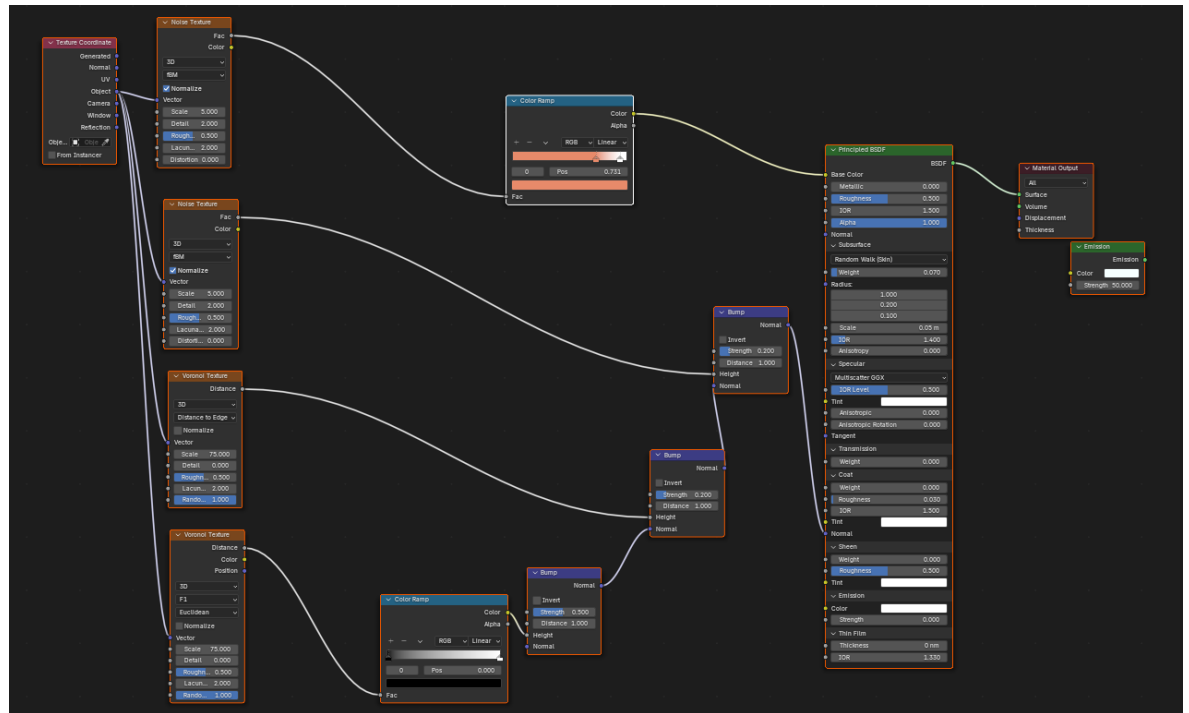 Texture Coordinate
Generated
Normal
UV
Object
Camera
Window
Reflection
Obje... Obje
From Instancer
Noise Texture
Fac
Color
3D
fBM
Normalize
Vector
Scale 5.000
Detail 2.000
Rough... 0.500
Lacun... 2.000
Distortion 0.000
Noise Texture
Fac
Color
3D
fBM
Normalize
Vector
Scale 5.000
Detail 2.000
Rough... 0.500
Lacuna... 2.000
Distorti... 0.000
Voronoi Texture
Distance
3D
Distance to Edge
Normalize
Vector
Scale 75.000
Detail 0.000
Roughn... 0.500
Lacun... 2.000
Rando... 1.000
Voronoi Texture
Distance
Color
Position
3D
F1
Euclidean
Normalize
Vector
Scale 75.000
Detail 0.000
Roughn... 0.500
Lacun... 2.000
Rando... 1.000
Color Ramp
Color
Alpha
RGB Linear
0 Pos 0.731
Fac
Color Ramp
Color
Alpha
RGB Linear
0 Pos 0.000
Fac
Bump
Normal
Invert
Strength 0.500
Distance 1.000
Height
Normal
Bump
Normal
Invert
Strength 0.200
Distance 1.000
Height
Normal
Bump
Normal
Invert
Strength 0.200
Distance 1.000
Height
Normal
Principled BSDF
BSDF
Base Color
Metallic 0.000
Roughness 0.500
IOR 1.500
Alpha 1.000
Normal
Subsurface
Random Walk (Skin)
Weight 0.070
Radius:
1.000
0.200
0.100
Scale 0.05 m
IOR 1.400
Anisotropy 0.000
Specular
Multiscatter GGX
IOR Level 0.500
Tint
Anisotropic 0.000
Anisotropic Rotation 0.000
Tangent
Transmission
Weight 0.000
Coat
Weight 0.000
Roughness 0.030
IOR 1.500
Tint
Normal
Sheen
Weight 0.000
Roughness 0.500
Tint
Emission
Color
Strength 0.000
Thin Film
Thickness 0 nm
IOR 1.330
Material Output
All
Surface
Volume
Displacement
Thickness
Emission
Emission
Color
Strength 50.000